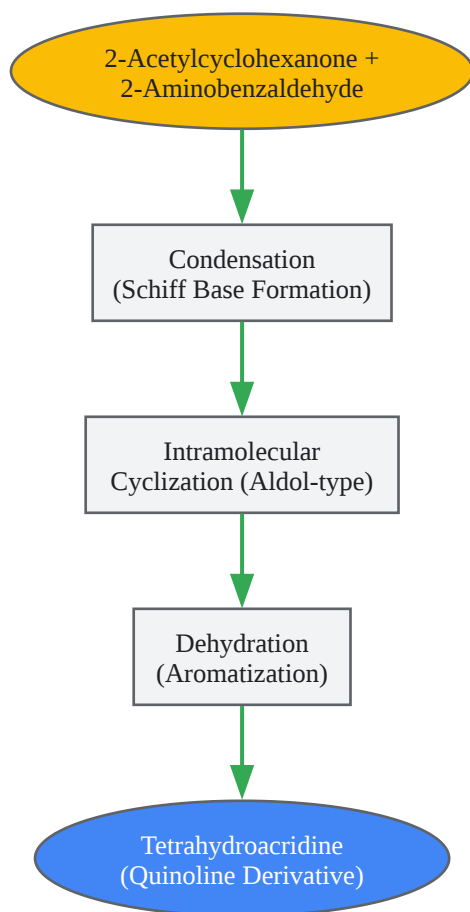 2-Acetylcyclohexanone +
2-Aminobenzaldehyde
Condensation
(Schiff Base Formation)
Intramolecular
Cyclization (Aldol-type)
Dehydration
(Aromatization)
Tetrahydroacridine
(Quinoline Derivative)